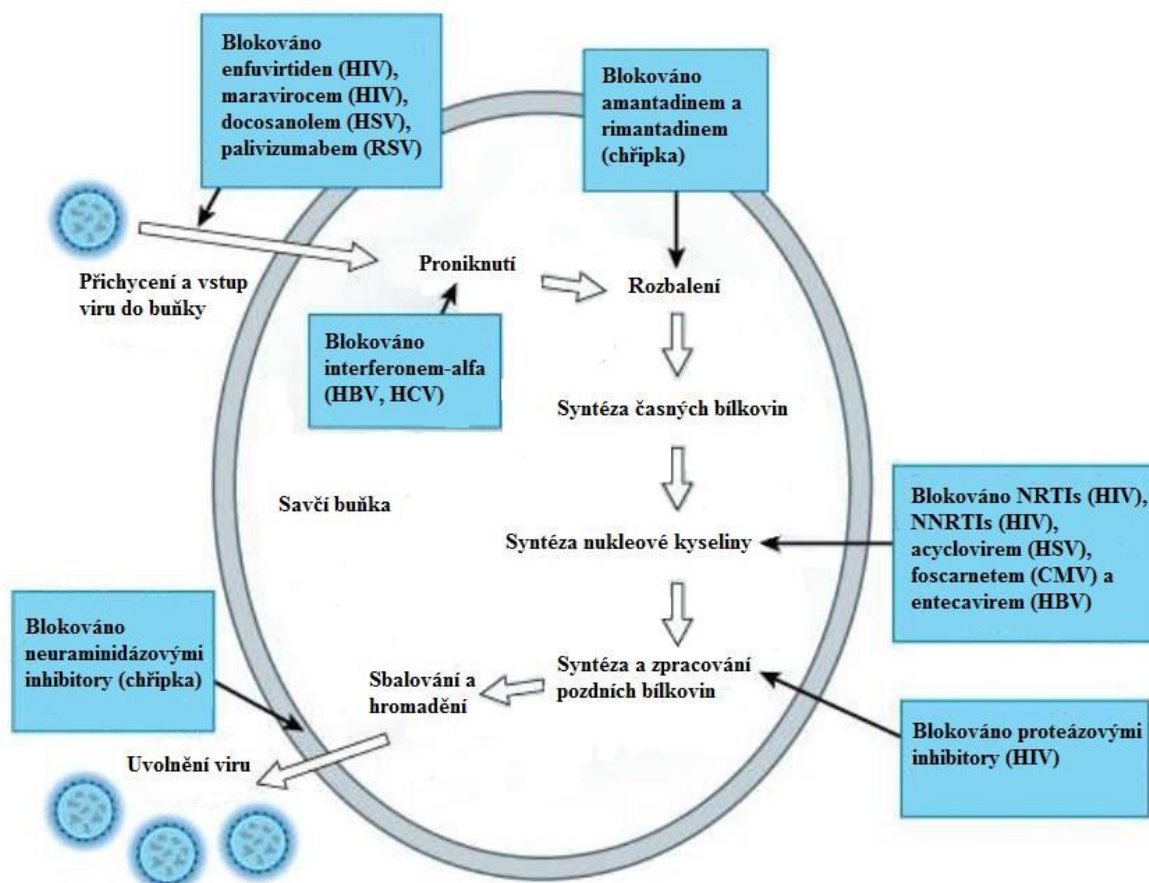 Blokováno
enfuvirtiden (HIV),
maravirocem (HIV),
docosanolem (HSV),
palivizumabem (RSV)
Blokováno
amantadinem a
rimantadinem
(chřipka)
Přichycení a vstup
viru do buňky
Proniknutí
Rozbalení
Blokováno
interferonem-alfa
(HBV, HCV)
Syntéza časných bílkovin
Savčí buňka
Syntéza nukleové kyseliny
Blokováno NRTIs (HIV),
NNRTIs (HIV),
acyclovirem (HSV),
foscarnetem (CMV) a
entecavirem (HBV)
Blokováno
neuraminidázovými
inhibitory (chřipka)
Sbalování a
hromadění
Syntéza a zpracování
pozdních bílkovin
Blokováno proteázovými
inhibitory (HIV)
Uvolnění viru